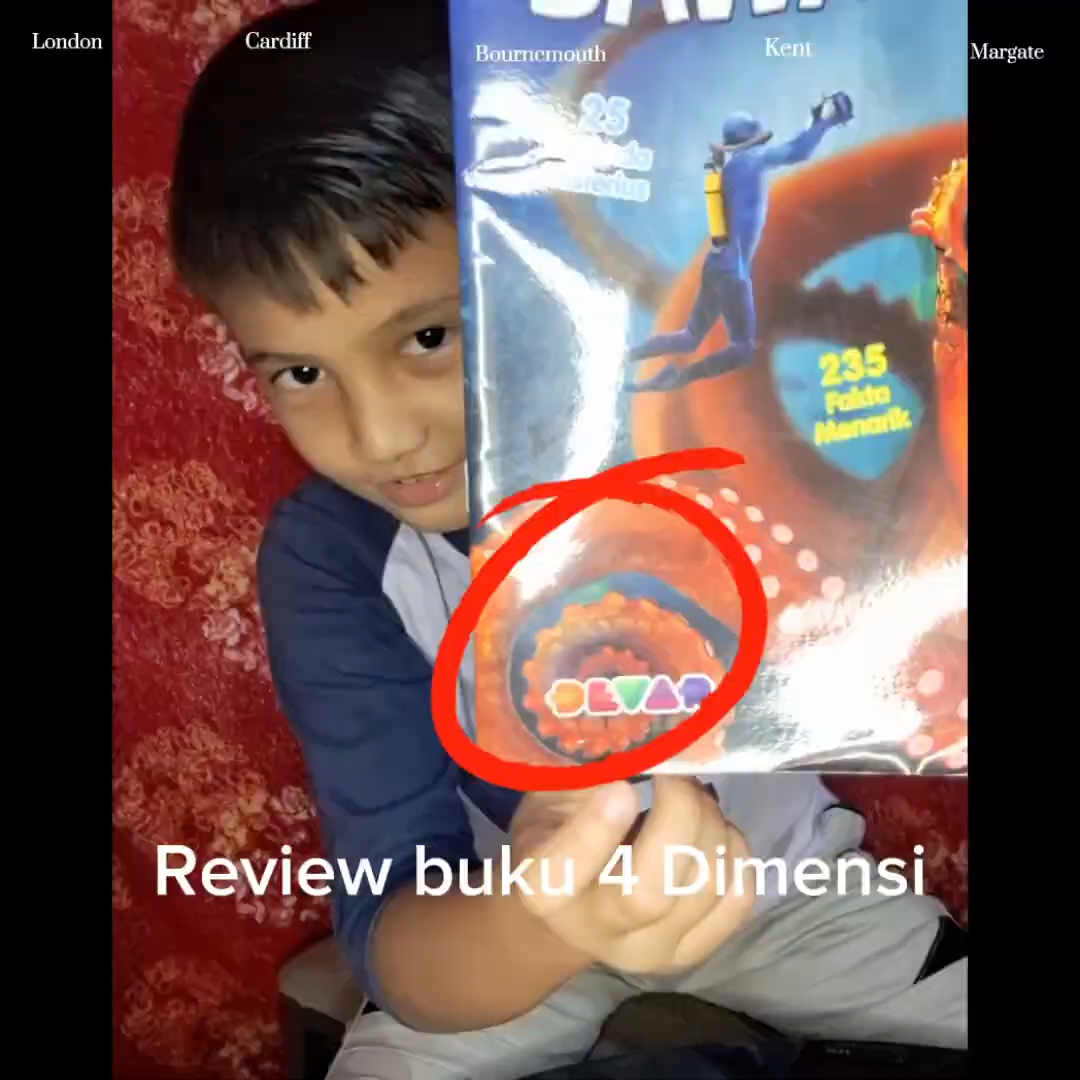 London
Cardiff
Bournemouth
Kent
Margate
25
235
Fakta
Menarik
DEVAR
Review buku 4 Dimensi